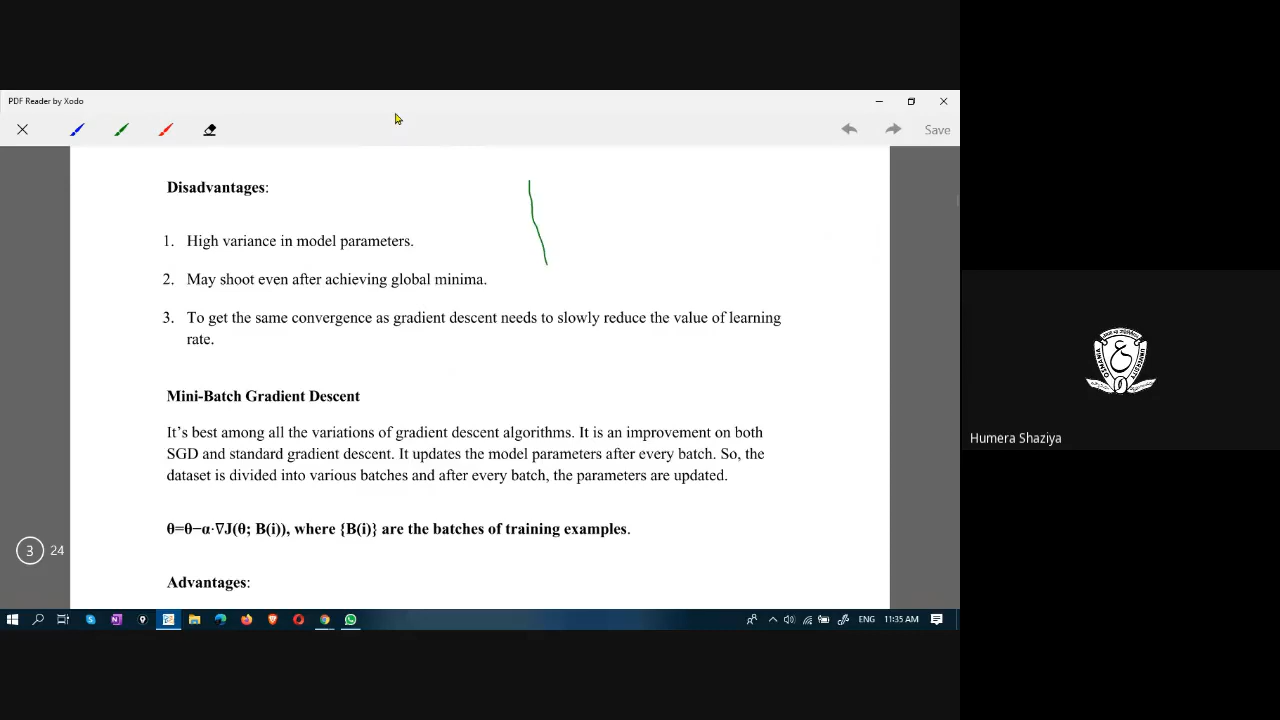 PDF Reader by Xodo
Save
Disadvantages:
1. High variance in model parameters.
2. May shoot even after achieving global minima.
3. To get the same convergence as gradient descent needs to slowly reduce the value of learning
rate.
Mini-Batch Gradient Descent
It’s best among all the variations of gradient descent algorithms. It is an improvement on both
SGD and standard gradient descent. It updates the model parameters after every batch. So, the
dataset is divided into various batches and after every batch, the parameters are updated.
θ=θ−α·∇J(θ; B(i)), where {B(i)} are the batches of training examples.
3 24
Advantages:
ENG 11:35 AM
OSMANIA UNIVERSITY
Humera Shaziya